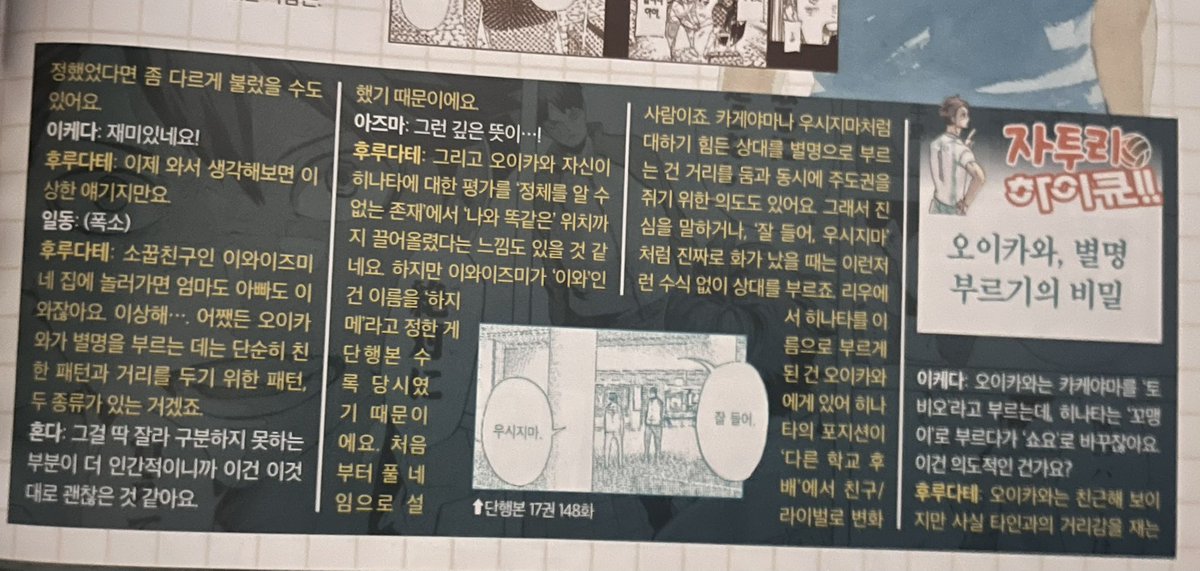 자투리
하이큐!!
오이카와, 별명
부르기의 비밀
이케다: 오이카와는 카게야마를 '토
비오'라고 부르는데, 히나타는 '꼬맹
이'로 부르다가 '쇼요'로 바꾸잖아요.
이건 의도적인 건가요?
후루다테: 오이카와는 친근해 보이
지만 사실 타인과의 거리감을 재는
사람이죠. 카게야마나 우시지마처럼
대하기 힘든 상대를 별명으로 부르
는 건 거리를 둠과 동시에 주도권을
쥐기 위한 의도도 있어요. 그래서 진
심을 말하거나, '잘 들어, 우시지마'
처럼 진짜로 화가 났을 때는 이런저
런 수식 없이 상대를 부르죠. 리우에
서 히나타를 이
름으로 부르게
된 건 오이카와
에게 있어 히나
타의 포지션이
'다른 학교 후
배'에서 친구/
라이벌로 변화
잘 들어.
우시지마.
⬆단행본 17권 148화
했기 때문이에요.
아즈마: 그런 깊은 뜻이…!
후루다테: 그리고 오이카와 자신이
히나타에 대한 평가를 '정체를 알 수
없는 존재'에서 '나와 똑같은' 위치까
지 끌어올렸다는 느낌도 있을 것 같
네요. 하지만 이와이즈미가 '이와'인
건 이름을 '하지
메'라고 정한 게
단행본 수
록 당시였
기 때문이
에요. 처음
부터 풀 네
임으로 설
정했었다면 좀 다르게 불렀을 수도
있어요.
이케다: 재미있네요!
후루다테: 이제 와서 생각해보면 이
상한 얘기지만요.
일동: (폭소)
후루다테: 소꿉친구인 이와이즈미
네 집에 놀러가면 엄마도 아빠도 이
와잖아요. 이상해…. 어쨌든 오이카
와가 별명을 부르는 데는 단순히 친
한 패턴과 거리를 두기 위한 패턴,
두 종류가 있는 거겠죠.
혼다: 그걸 딱 잘라 구분하지 못하는
부분이 더 인간적이니까 이건 이것
대로 괜찮은 것 같아요.